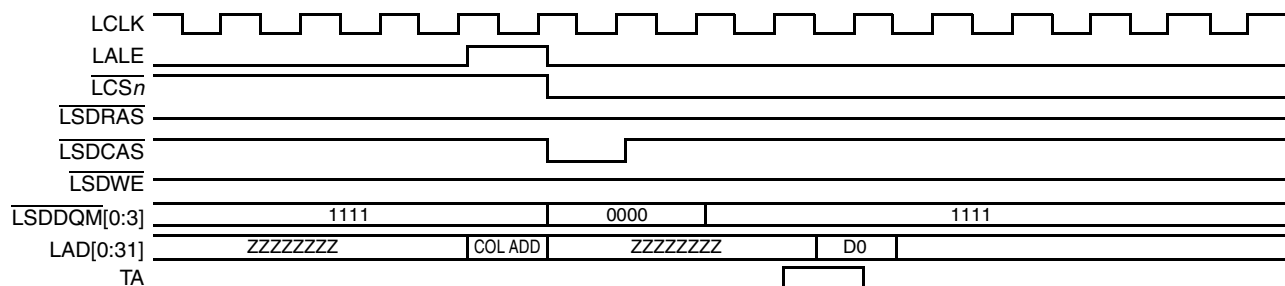 LCLK
LALE
LCSn
LSDRAS
LSDCAS
LSDWE
LSDDQM[0:3] 1111 0000 1111
LAD[0:31] ZZZZZZZZ COL ADD ZZZZZZZZ D0
TA